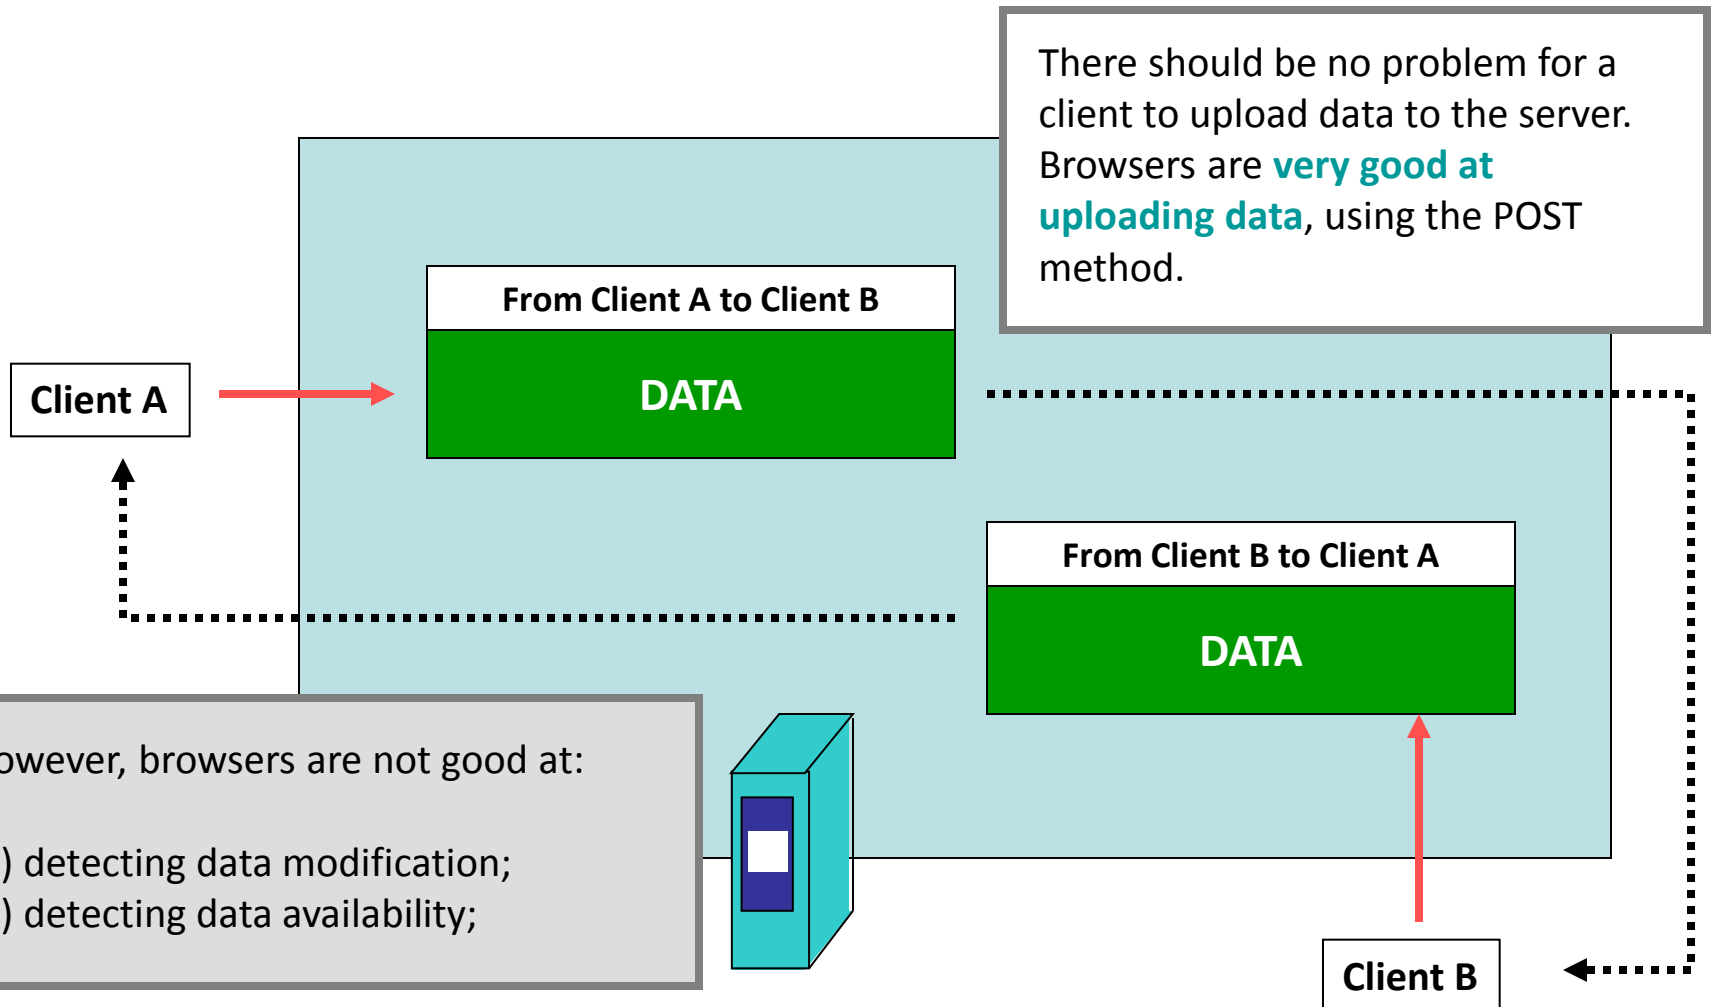 There should be no problem for a
client to upload data to the server.
Browsers are very good at
uploading data, using the POST
method.
From Client A to Client B
DATA
Client A
From Client B to Client A
DATA
owever, browsers are not good at:
) detecting data modification;
) detecting data availability;
Client B